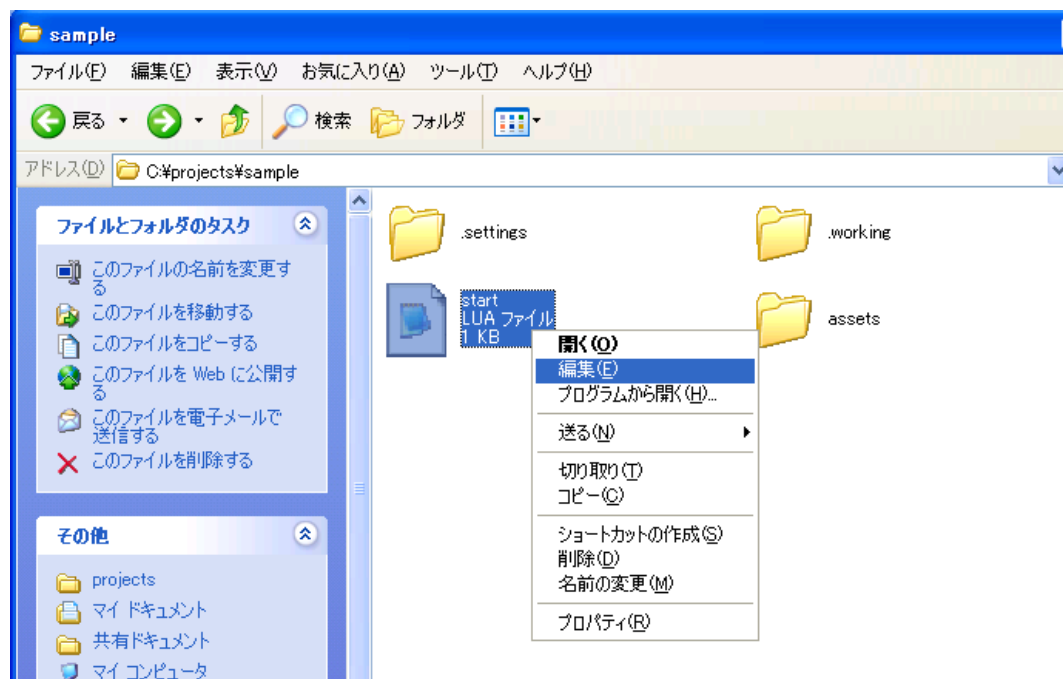 sample
ファイル(F) 編集(E) 表示(V) お気に入り(A) ツール(T) ヘルプ(H)
戻る 検索 フォルダ
アドレス(D) C:¥projects¥sample
ファイルとフォルダのタスク
このファイルの名前を変更す
る
このファイルを移動する
このファイルをコピーする
このファイルを Web に公開す
る
このファイルを電子メールで
送信する
このファイルを削除する
その他
projects
マイ ドキュメント
共有ドキュメント
マイ コンピュータ
.settings
.working
start
LUA ファイル
1 KB
assets
開く(O)
編集(E)
プログラムから開く(H)...
送る(N)
切り取り(T)
コピー(C)
ショートカットの作成(S)
削除(D)
名前の変更(M)
プロパティ(R)